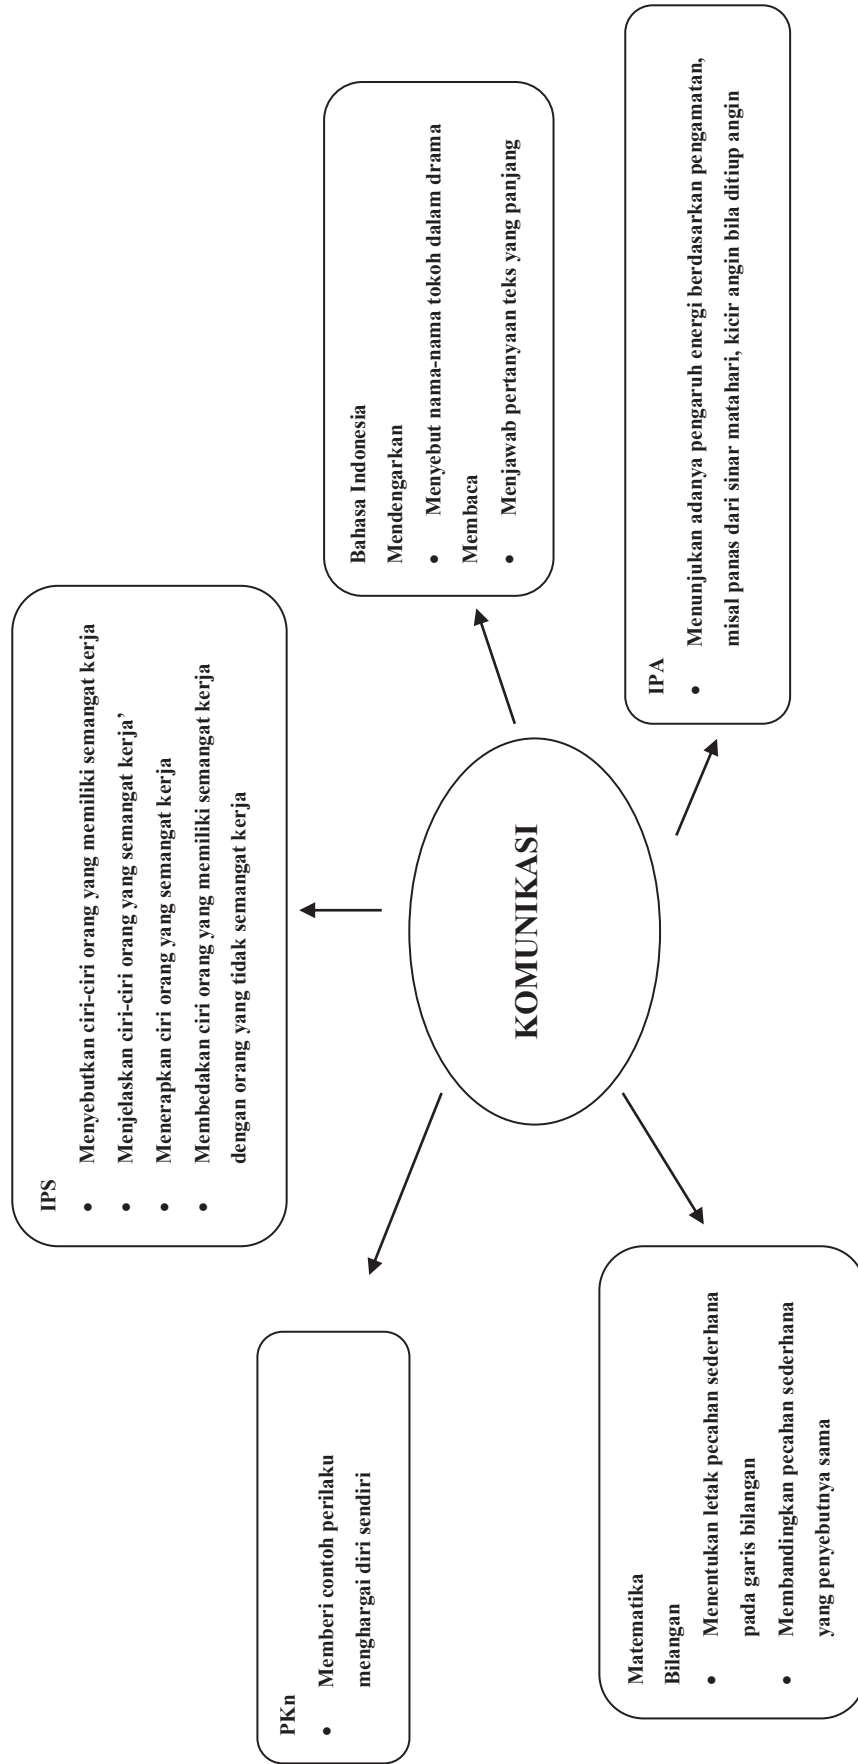 PKn
• Memberi contoh perilaku
menghargai diri sendiri
IPS
• Menyebutkan ciri-ciri orang yang memiliki semangat kerja
• Menjelaskan ciri-ciri orang yang semangat kerja’
• Menerapkan ciri orang yang semangat kerja
• Membedakan ciri orang yang memiliki semangat kerja
dengan orang yang tidak semangat kerja
Bahasa Indonesia
Mendengarkan
• Menyebut nama-nama tokoh dalam drama
Membaca
• Menjawab pertanyaan teks yang panjang
KOMUNIKASI
Matematika
Bilangan
• Menentukan letak pecahan sederhana
pada garis bilangan
• Membandingkan pecahan sederhana
yang penyebutnya sama
IPA
• Menunjukan adanya pengaruh energi berdasarkan pengamatan,
misal panas dari sinar matahari, kicir angin bila ditiup angin